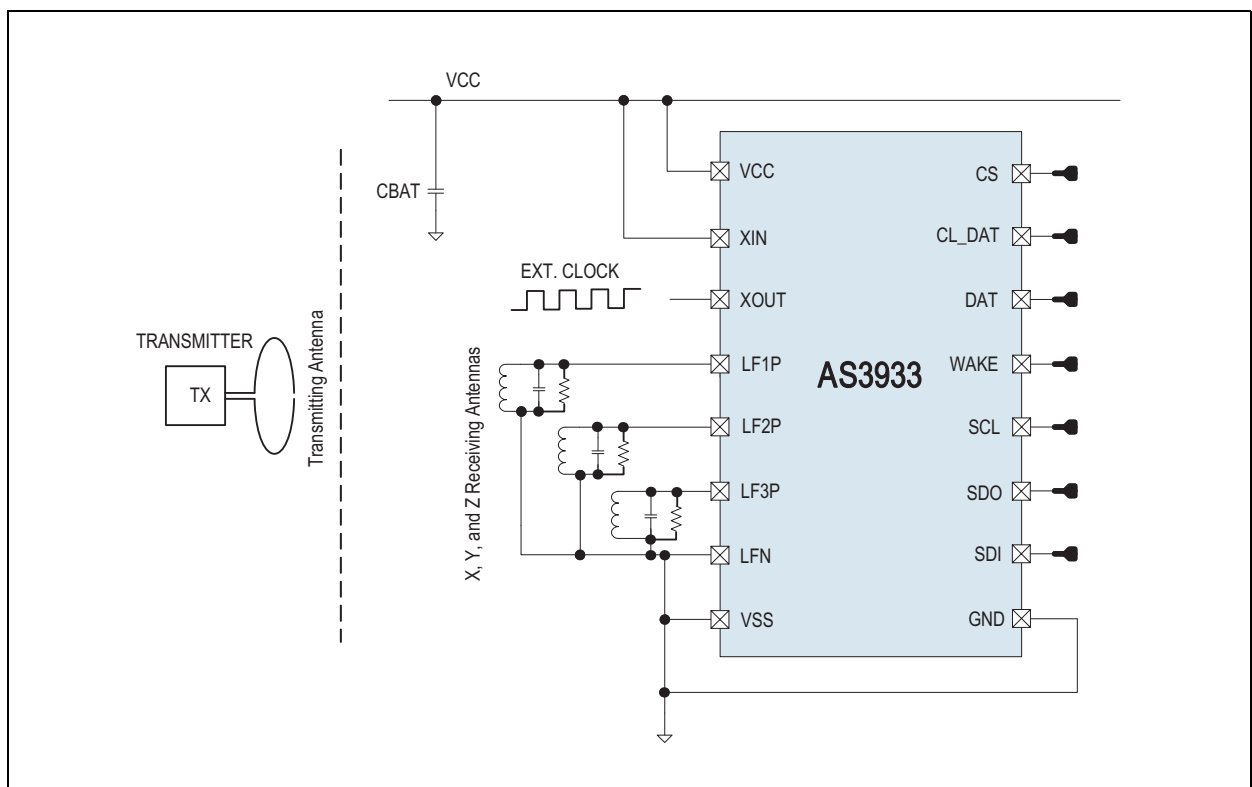 VCC
CBAT
EXT. CLOCK
TRANSMITTER
TX
Transmitting Antenna
X, Y, and Z Receiving Antennas
AS3933
VCC
XIN
XOUT
LF1P
LF2P
LF3P
LFN
VSS
CS
CL_DAT
DAT
WAKE
SCL
SDO
SDI
GND